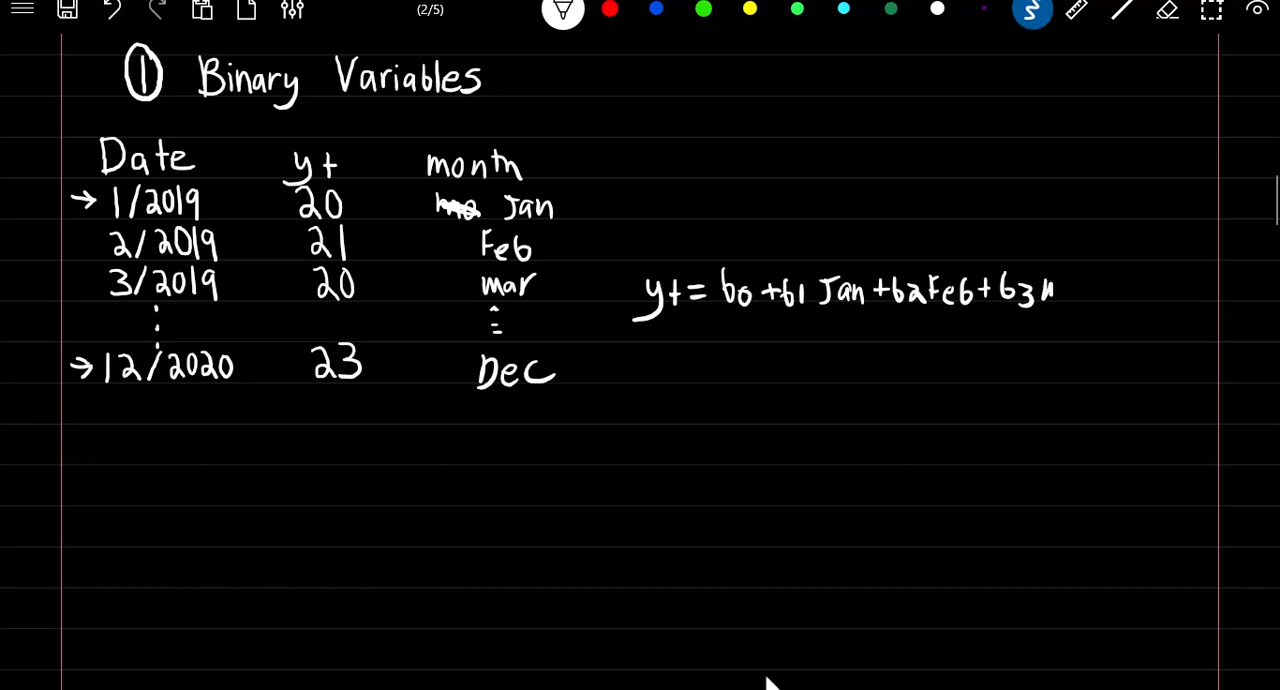 (2/5)
① Binary Variables
Date yt month
→ 1/2019 20 Jan
2/2019 21 Feb
3/2019 20 mar
yt = b0 + b1 Jan + b2 Feb + b3
→ 12/2020 23 Dec